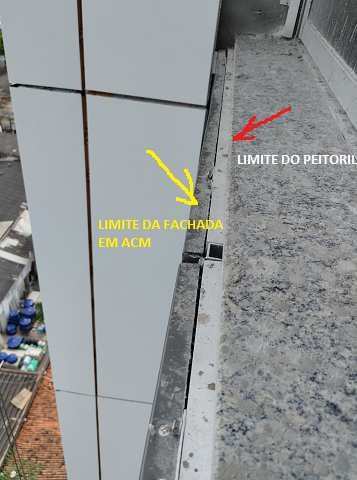 LIMITE DO PEITORIL
LIMITE DA FACHADA
EM ACM